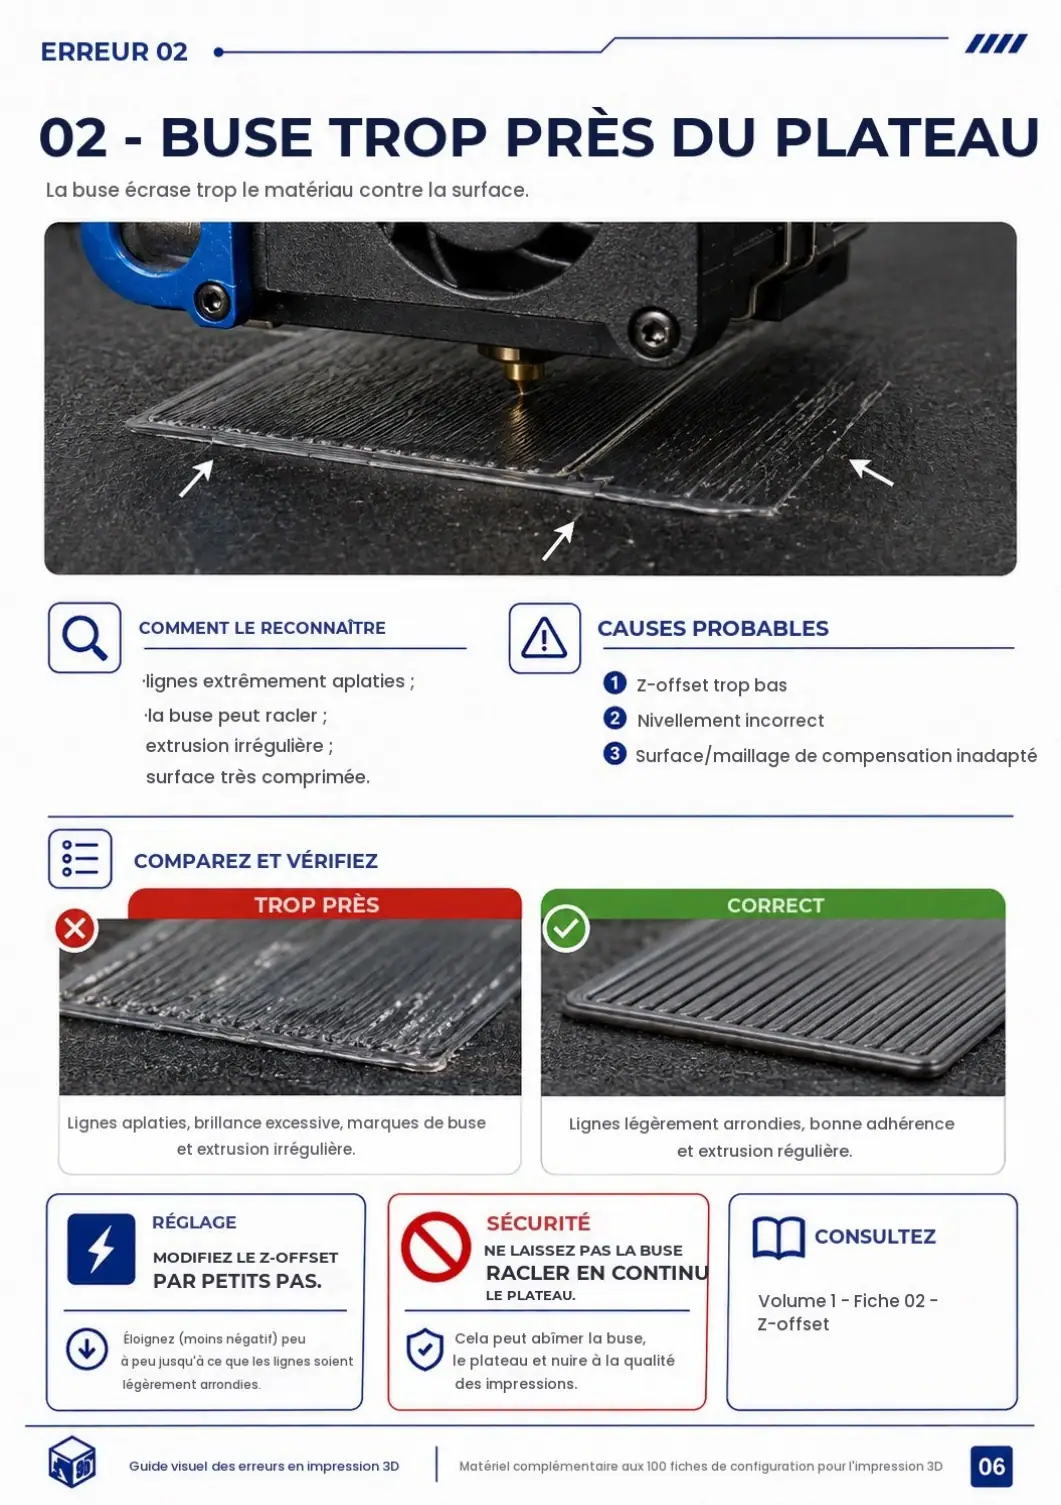 ERREUR 02
02 - BUSE TROP PRÈS DU PLATEAU
La buse écrase trop le matériau contre la surface.
COMMENT LE RECONNAÎTRE
·lignes extrêmement aplaties ;
·la buse peut racler ;
extrusion irrégulière ;
surface très comprimée.
CAUSES PROBABLES
1 Z-offset trop bas
2 Nivellement incorrect
3 Surface/maillage de compensation inadapté
COMPAREZ ET VÉRIFIEZ
TROP PRÈS
Lignes aplaties, brillance excessive, marques de buse
et extrusion irrégulière.
CORRECT
Lignes légèrement arrondies, bonne adhérence
et extrusion régulière.
RÉGLAGE
MODIFIEZ LE Z-OFFSET
PAR PETITS PAS.
Éloignez (moins négatif) peu
à peu jusqu'à ce que les lignes soient
légèrement arrondies.
SÉCURITÉ
NE LAISSEZ PAS LA BUSE
RACLER EN CONTINU
LE PLATEAU.
Cela peut abîmer la buse,
le plateau et nuire à la qualité
des impressions.
CONSULTEZ
Volume 1 - Fiche 02 -
Z-offset
3D
Guide visuel des erreurs en impression 3D
Matériel complémentaire aux 100 fiches de configuration pour l'impression 3D
06